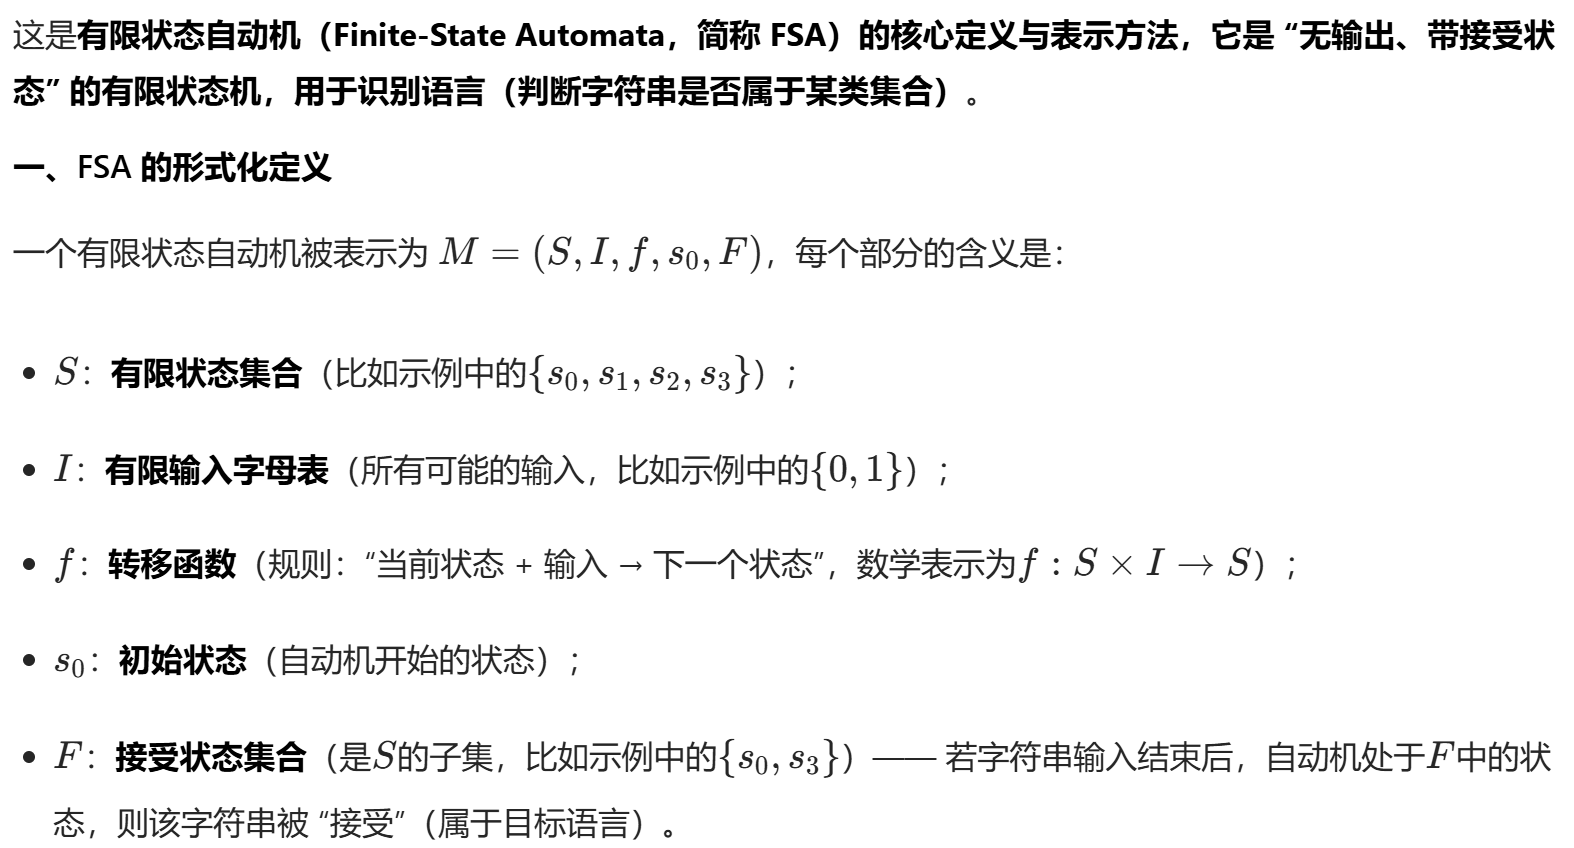 这是有限状态自动机（Finite-State Automata，简称 FSA）的核心定义与表示方法，它是 “无输出、带接受状
态” 的有限状态机，用于识别语言（判断字符串是否属于某类集合）。
一、FSA 的形式化定义
一个有限状态自动机被表示为 M = (S, I, f, s₀, F)，每个部分的含义是：
• S：有限状态集合（比如示例中的{s₀, s₁, s₂, s₃}）；
• I：有限输入字母表（所有可能的输入，比如示例中的{0, 1}）；
• f：转移函数（规则：“当前状态 + 输入 → 下一个状态”，数学表示为f : S × I → S）；
• s₀：初始状态（自动机开始的状态）；
• F：接受状态集合（是S的子集，比如示例中的{s₀, s₃}）—— 若字符串输入结束后，自动机处于F中的状
态，则该字符串被 “接受”（属于目标语言）。